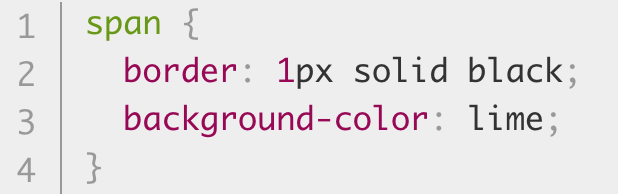 1 span {
2   border: 1px solid black;
3   background-color: lime;
4 }